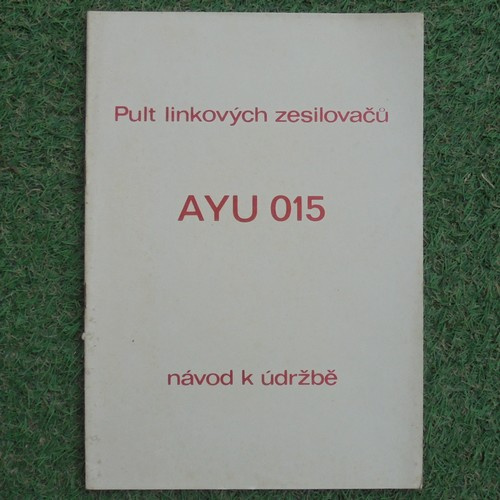 Pult linkových zesilovačů
AYU 015
návod k údržbě